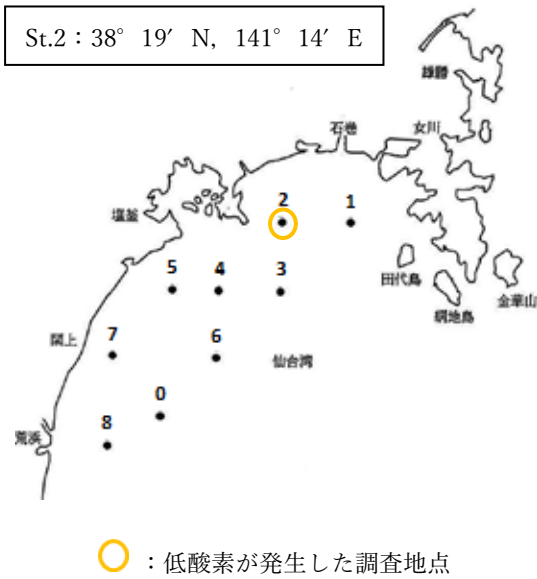 St.2：38° 19′ N, 141° 14′ E
雄勝
石巻
女川
塩釜
2
1
田代島
金華山
網地島
5
4
3
閖上
7
6
仙台湾
0
荒浜
8
：低酸素が発生した調査地点